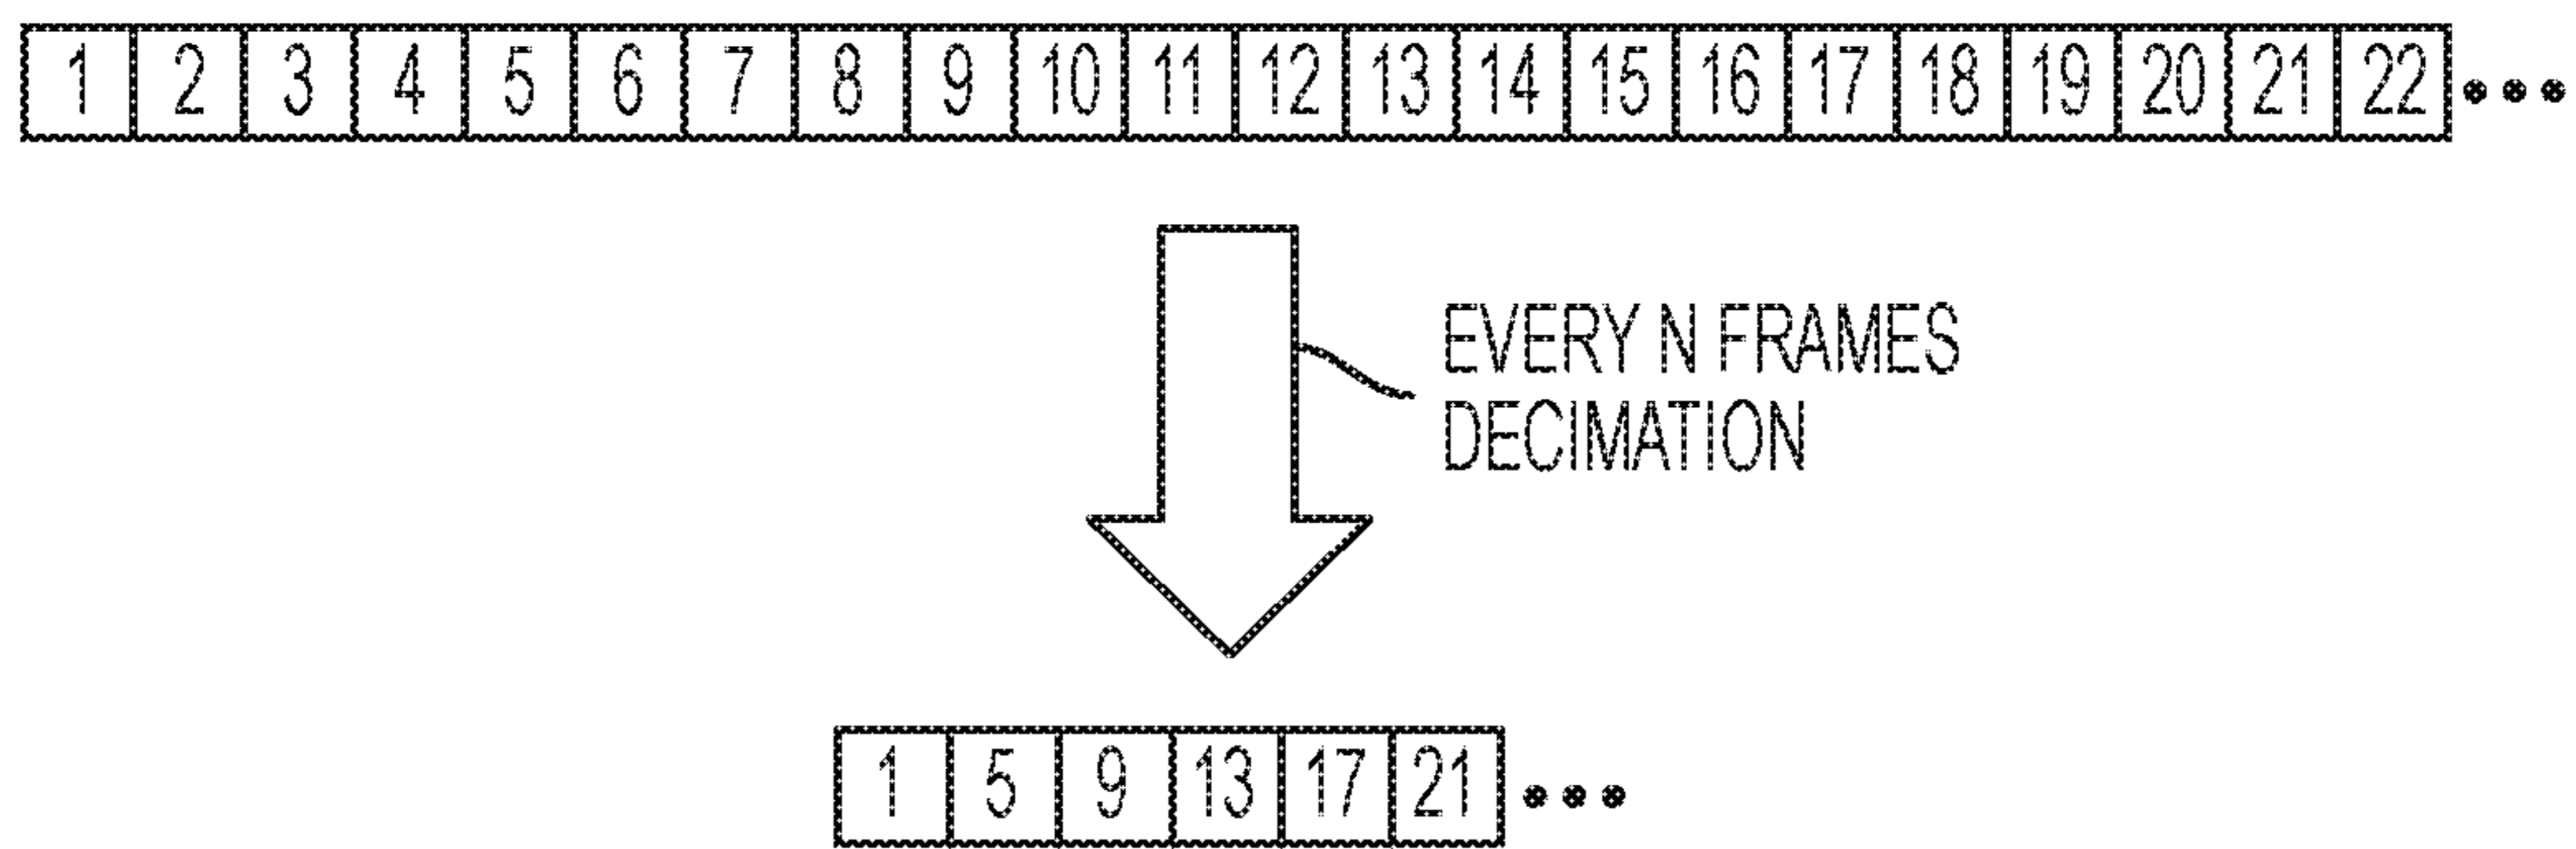 1 2 3 4 5 6 7 8 9 10 11 12 13 14 15 16 17 18 19 20 21 22 •••
EVERY N FRAMES
DECIMATION
1 5 9 13 17 21 •••